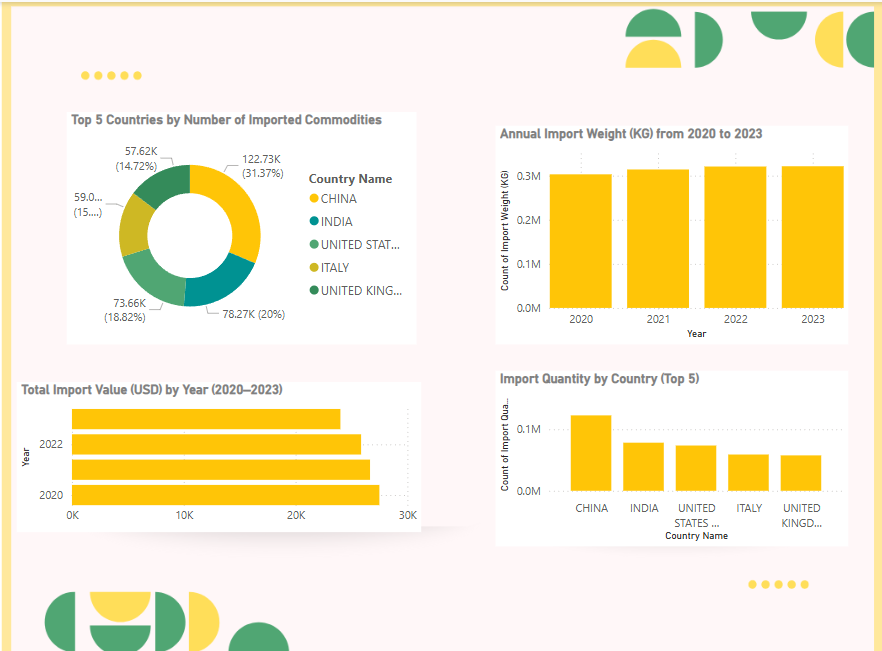 Top 5 Countries by Number of Imported Commodities
57.62K
(14.72%)
122.73K
(31.37%)
59.0...
(15....)
73.66K
(18.82%)
78.27K (20%)
Country Name
CHINA
INDIA
UNITED STAT...
ITALY
UNITED KING...
Annual Import Weight (KG) from 2020 to 2023
Count of Import Weight (KG)
0.3M
0.2M
0.1M
0.0M
2020 2021 2022 2023
Year
Total Import Value (USD) by Year (2020–2023)
Year
2022
2020
0K 10K 20K 30K
Import Quantity by Country (Top 5)
Count of Import Qua...
0.1M
0.0M
CHINA INDIA UNITED ITALY UNITED
STATES ... KINGD...
Country Name